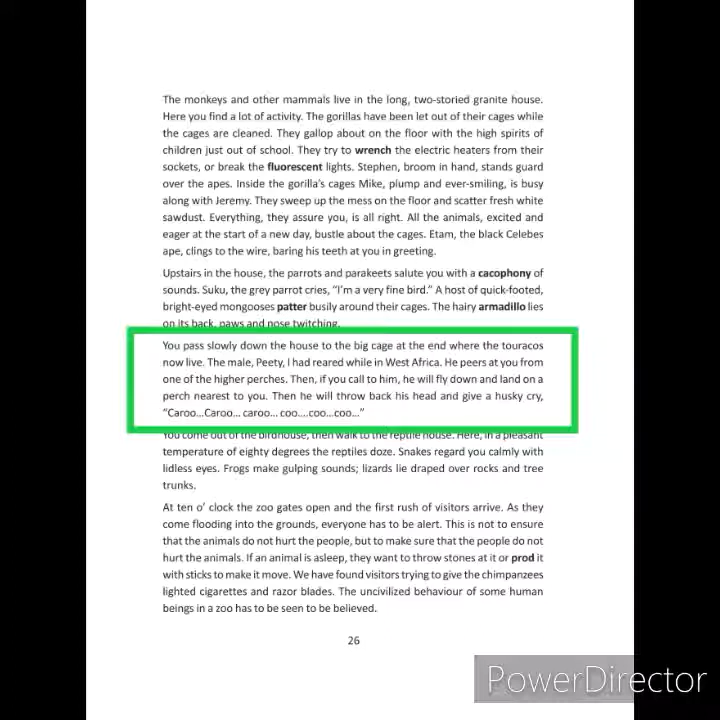 The monkeys and other mammals live in the long, two-storied granite house.
Here you find a lot of activity. The gorillas have been let out of their cages while
the cages are cleaned. They gallop about on the floor with the high spirits of
children just out of school. They try to wrench the electric heaters from their
sockets, or break the fluorescent lights. Stephen, broom in hand, stands guard
over the apes. Inside the gorilla's cages Mike, plump and ever-smiling, is busy
along with Jeremy. They sweep up the mess on the floor and scatter fresh white
sawdust. Everything, they assure you, is all right. All the animals, excited and
eager at the start of a new day, bustle about the cages. Etam, the black Celebes
ape, clings to the wire, baring his teeth at you in greeting.
Upstairs in the house, the parrots and parakeets salute you with a cacophony of
sounds. Suku, the grey parrot cries, "I'm a very fine bird." A host of quick-footed,
bright-eyed mongooses patter busily around their cages. The hairy armadillo lies
on its back, paws and nose twitching.
You pass slowly down the house to the big cage at the end where the touracos
now live. The male, Peety, I had reared while in West Africa. He peers at you from
one of the higher perches. Then, if you call to him, he will fly down and land on a
perch nearest to you. Then he will throw back his head and give a husky cry,
"Caroo...Caroo... caroo... coo....coo...coo..."
You come out of the birdhouse, then walk to the reptile house. Here, in a pleasant
temperature of eighty degrees the reptiles doze. Snakes regard you calmly with
lidless eyes. Frogs make gulping sounds; lizards lie draped over rocks and tree
trunks.
At ten o' clock the zoo gates open and the first rush of visitors arrive. As they
come flooding into the grounds, everyone has to be alert. This is not to ensure
that the animals do not hurt the people, but to make sure that the people do not
hurt the animals. If an animal is asleep, they want to throw stones at it or prod it
with sticks to make it move. We have found visitors trying to give the chimpanzees
lighted cigarettes and razor blades. The uncivilized behaviour of some human
beings in a zoo has to be seen to be believed.
26
PowerDirector